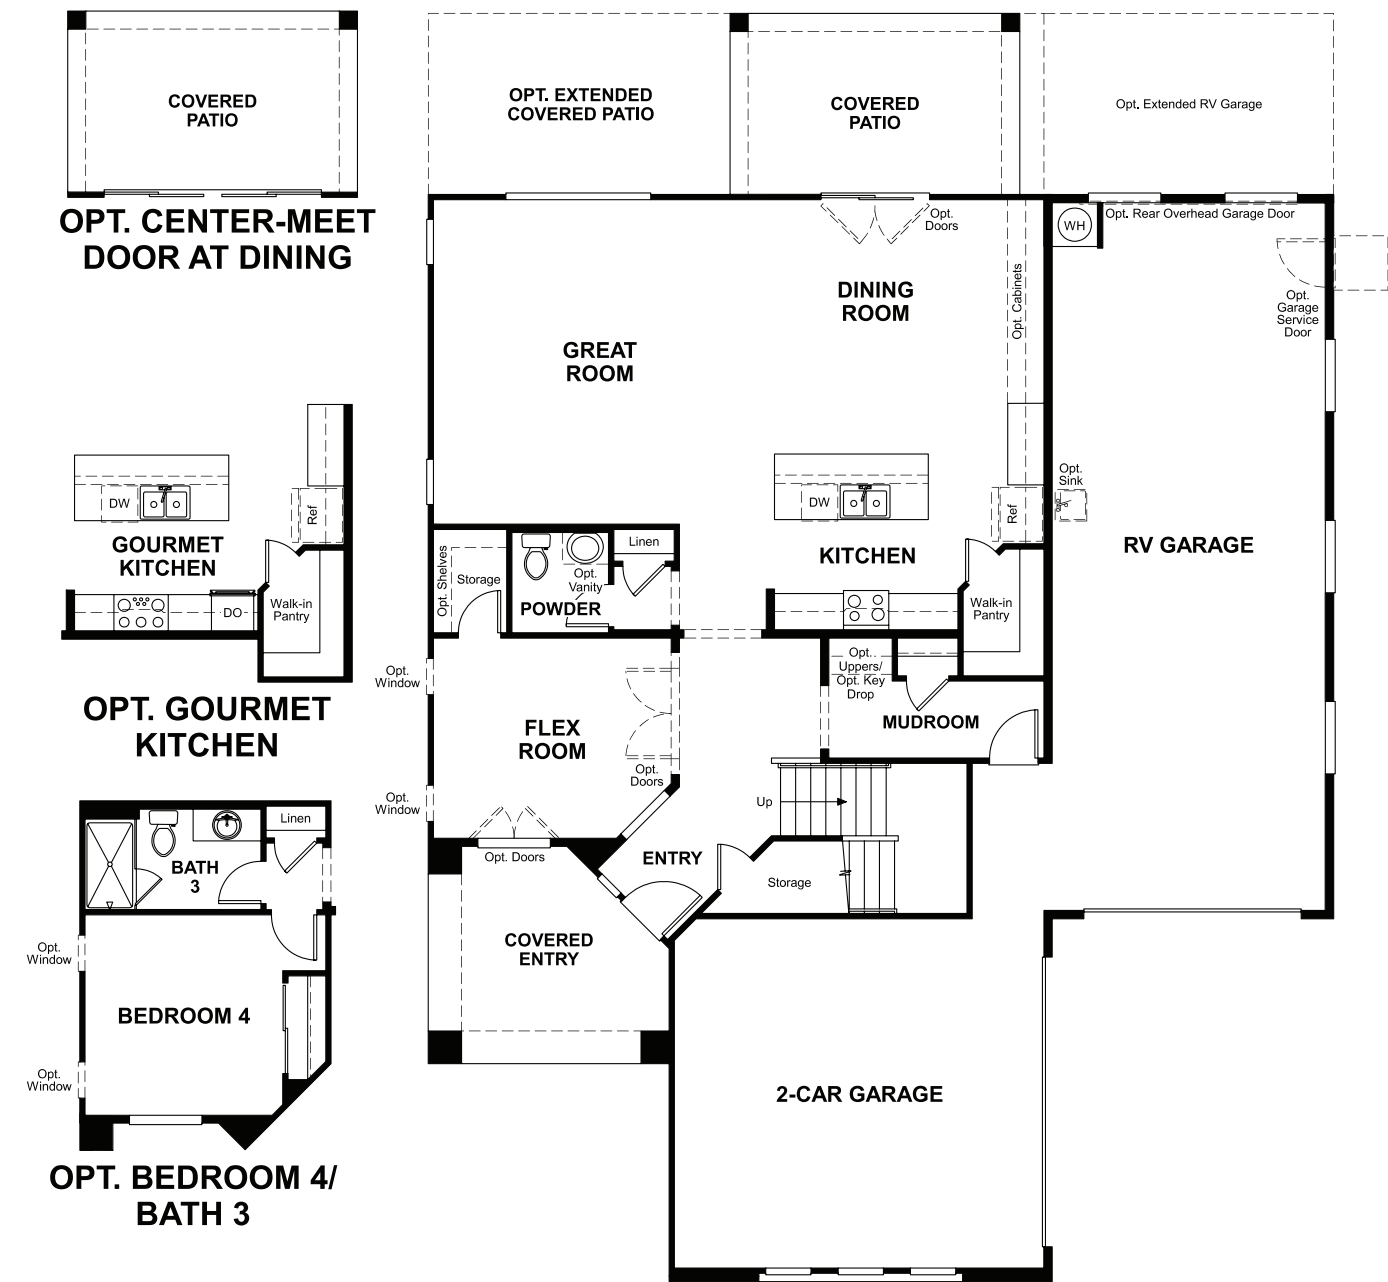 COVERED
PATIO
OPT. CENTER-MEET
DOOR AT DINING
OPT. EXTENDED
COVERED PATIO
COVERED
PATIO
Opt. Extended RV Garage
Opt.
Doors
WH
Opt. Rear Overhead Garage Door
Opt.
Garage
Service
Door
DINING
ROOM
Opt. Cabinets
GREAT
ROOM
DW
Ref
GOURMET
KITCHEN
DO
Walk-in
Pantry
OPT. GOURMET
KITCHEN
DW
Ref
KITCHEN
Walk-in
Pantry
Opt.
Sink
RV GARAGE
Opt. Shelves
Storage
Linen
Opt.
Vanity
POWDER
Opt.
Window
Opt.
Uppers/
Opt. Key
Drop
MUDROOM
FLEX
ROOM
Opt.
Doors
Opt.
Window
Up
Opt. Doors
ENTRY
Storage
Linen
BATH
3
Opt.
Window
BEDROOM 4
Opt.
Window
OPT. BEDROOM 4/
BATH 3
COVERED
ENTRY
2-CAR GARAGE